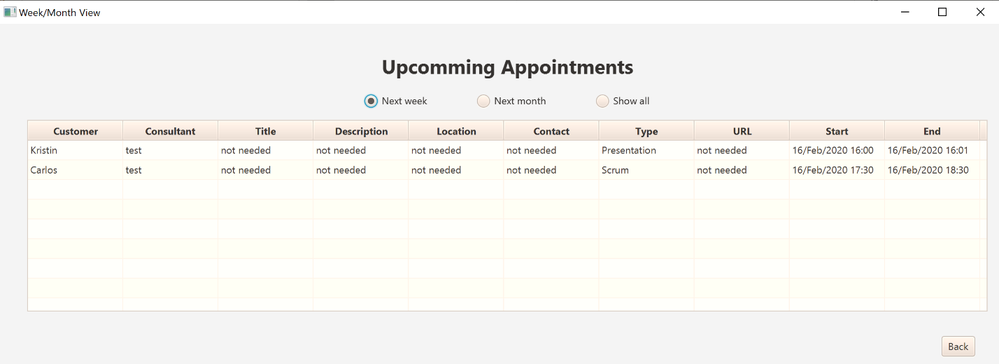 Week/Month View
Upcomming Appointments
Next week Next month Show all
Customer Consultant Title Description Location Contact Type URL Start End
Kristin test not needed not needed not needed not needed Presentation not needed 16/Feb/2020 16:00 16/Feb/2020 16:01
Carlos test not needed not needed not needed not needed Scrum not needed 16/Feb/2020 17:30 16/Feb/2020 18:30
Back